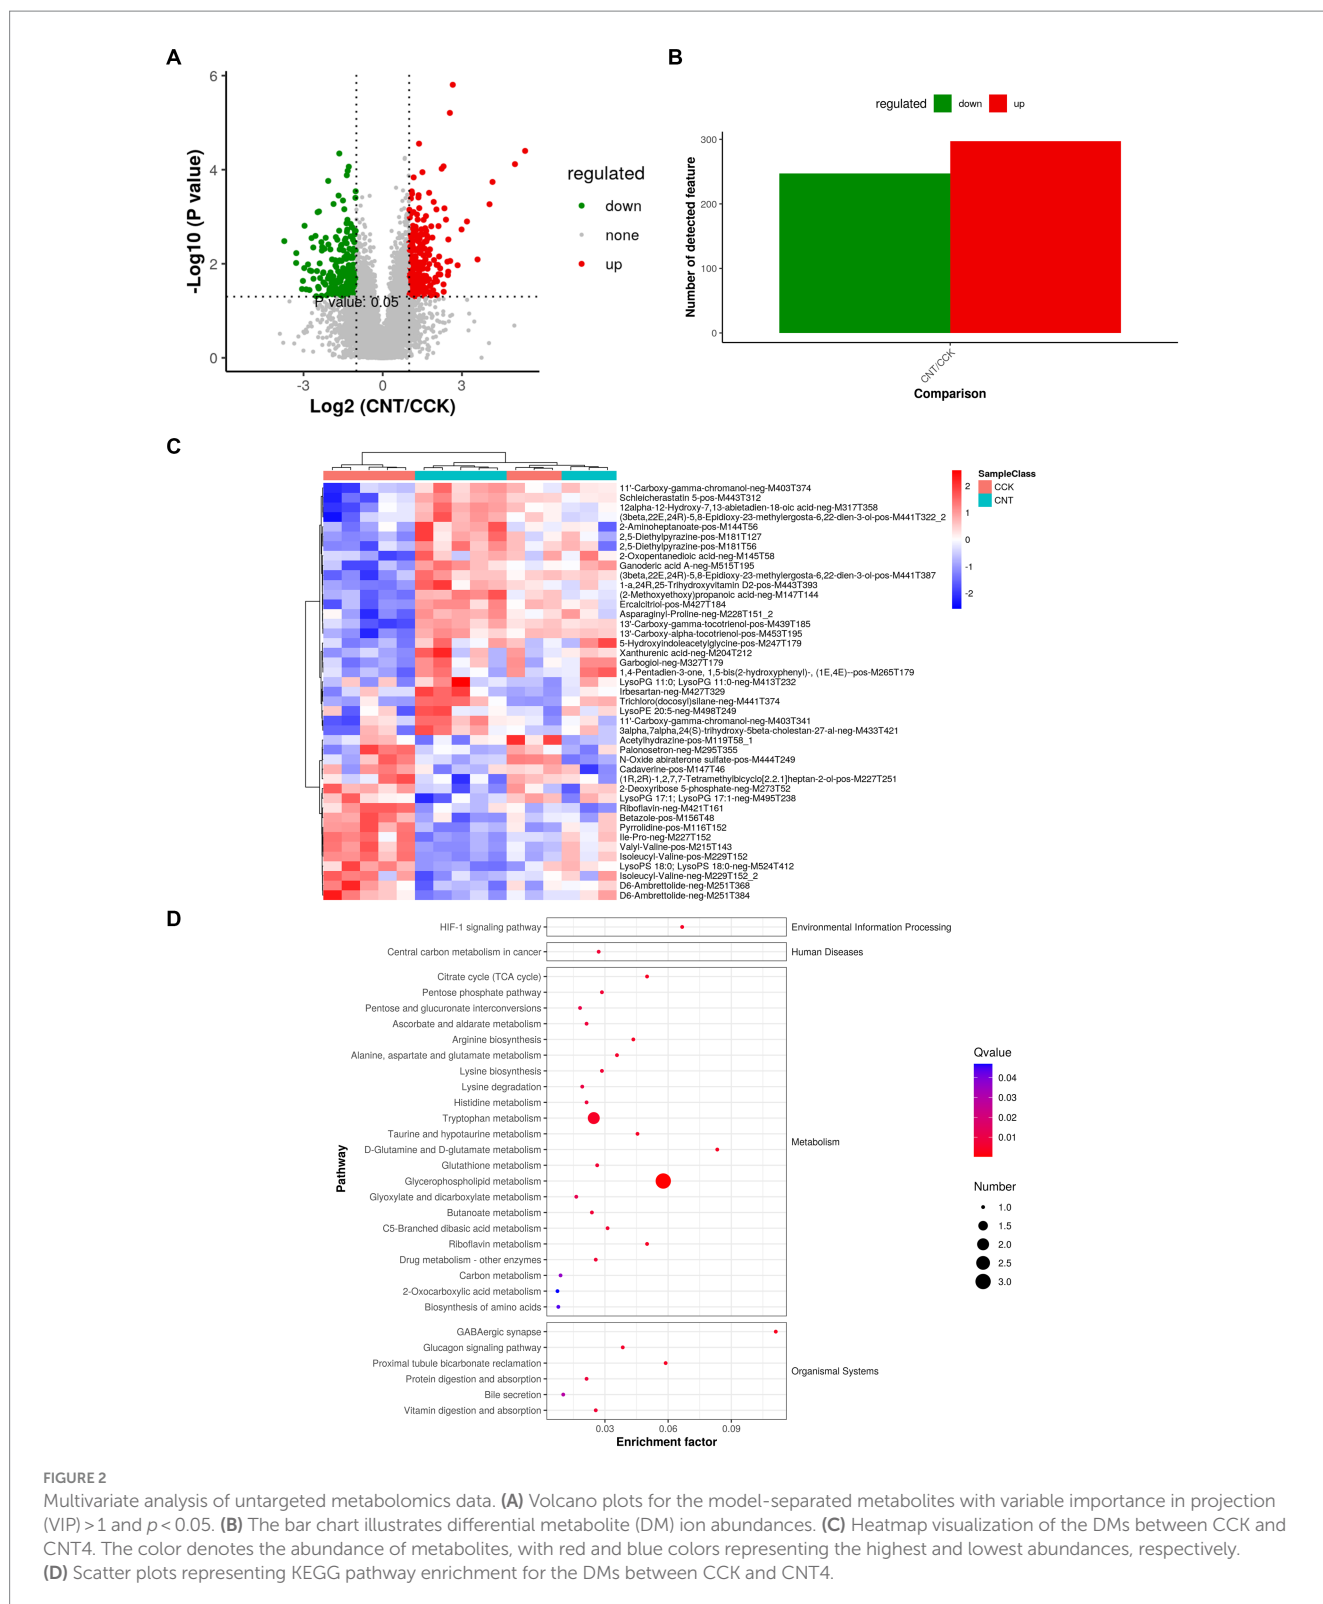 A
6
4
2
0
-Log10 (P value)
P value: 0.05
-3
0
3
Log2 (CNT/CCK)
regulated
down
none
up
B
regulated
down
up
300
200
100
0
Number of detected feature
CNT/CCK
Comparison
C
11'-Carboxy-gamma-chromanol-neg-M403T374
Schleicherastatin 5-pos-M443T312
12alpha-12-Hydroxy-7,13-abietadien-18-oic acid-neg-M317T358
(3beta,22E,24R)-5,8-Epidioxy-23-methylergosta-6,22-dien-3-ol-pos-M441T322_2
2-Aminoheptanoate-pos-M144T56
2,5-Diethylpyrazine-pos-M181T127
2,5-Diethylpyrazine-pos-M181T56
2-Oxopentanedioic acid-neg-M145T58
Ganoderic acid A-neg-M515T195
(3beta,22E,24R)-5,8-Epidioxy-23-methylergosta-6,22-dien-3-ol-pos-M441T387
1-a,24R,25-Trihydroxyvitamin D2-pos-M443T393
(2-Methoxyethoxy)propanoic acid-neg-M147T144
Ercalcitriol-pos-M427T184
Asparaginyl-Proline-neg-M228T151_2
13'-Carboxy-gamma-tocotrienol-pos-M439T185
13'-Carboxy-alpha-tocotrienol-pos-M453T195
5-Hydroxyindoleacetylglycine-pos-M247T179
Xanthurenic acid-neg-M204T212
Garbogiol-neg-M327T179
1,4-Pentadien-3-one, 1,5-bis(2-hydroxyphenyl)-, (1E,4E)--pos-M265T179
LysoPG 11:0; LysoPG 11:0-neg-M413T232
Irbesartan-neg-M427T329
Trichloro(docosyl)silane-neg-M441T374
LysoPE 20:5-neg-M498T249
11'-Carboxy-gamma-chromanol-neg-M403T341
3alpha,7alpha,24(S)-trihydroxy-5beta-cholestan-27-al-neg-M433T421
Acetylhydrazine-pos-M119T58_1
Palonosetron-neg-M295T355
N-Oxide abiraterone sulfate-pos-M444T249
Cadaverine-pos-M147T46
(1R,2R)-1,2,7,7-Tetramethylbicyclo[2.2.1]heptan-2-ol-pos-M227T251
2-Deoxyribose 5-phosphate-neg-M273T52
LysoPG 17:1; LysoPG 17:1-neg-M495T238
Riboflavin-neg-M421T161
Betazole-pos-M156T48
Pyrrolidine-pos-M116T152
Ile-Pro-neg-M227T152
Valyl-Valine-pos-M215T143
Isoleucyl-Valine-pos-M229T152
LysoPS 18:0; LysoPS 18:0-neg-M524T412
Isoleucyl-Valine-neg-M229T152_2
D6-Ambrettolide-neg-M251T368
D6-Ambrettolide-neg-M251T384
2
1
0
-1
-2
SampleClass
CCK
CNT
D
Pathway
HIF-1 signaling pathway
Environmental Information Processing
Central carbon metabolism in cancer
Human Diseases
Citrate cycle (TCA cycle)
Pentose phosphate pathway
Pentose and glucuronate interconversions
Ascorbate and aldarate metabolism
Arginine biosynthesis
Alanine, aspartate and glutamate metabolism
Lysine biosynthesis
Lysine degradation
Histidine metabolism
Tryptophan metabolism
Taurine and hypotaurine metabolism
D-Glutamine and D-glutamate metabolism
Glutathione metabolism
Glycerophospholipid metabolism
Glyoxylate and dicarboxylate metabolism
Butanoate metabolism
C5-Branched dibasic acid metabolism
Riboflavin metabolism
Drug metabolism - other enzymes
Carbon metabolism
2-Oxocarboxylic acid metabolism
Biosynthesis of amino acids
Metabolism
GABAergic synapse
Glucagon signaling pathway
Proximal tubule bicarbonate reclamation
Protein digestion and absorption
Bile secretion
Vitamin digestion and absorption
Organismal Systems
0.03
0.06
0.09
Enrichment factor
Qvalue
0.04
0.03
0.02
0.01
Number
1.0
1.5
2.0
2.5
3.0
FIGURE 2
Multivariate analysis of untargeted metabolomics data. (A) Volcano plots for the model-separated metabolites with variable importance in projection
(VIP) > 1 and p < 0.05. (B) The bar chart illustrates differential metabolite (DM) ion abundances. (C) Heatmap visualization of the DMs between CCK and
CNT4. The color denotes the abundance of metabolites, with red and blue colors representing the highest and lowest abundances, respectively.
(D) Scatter plots representing KEGG pathway enrichment for the DMs between CCK and CNT4.